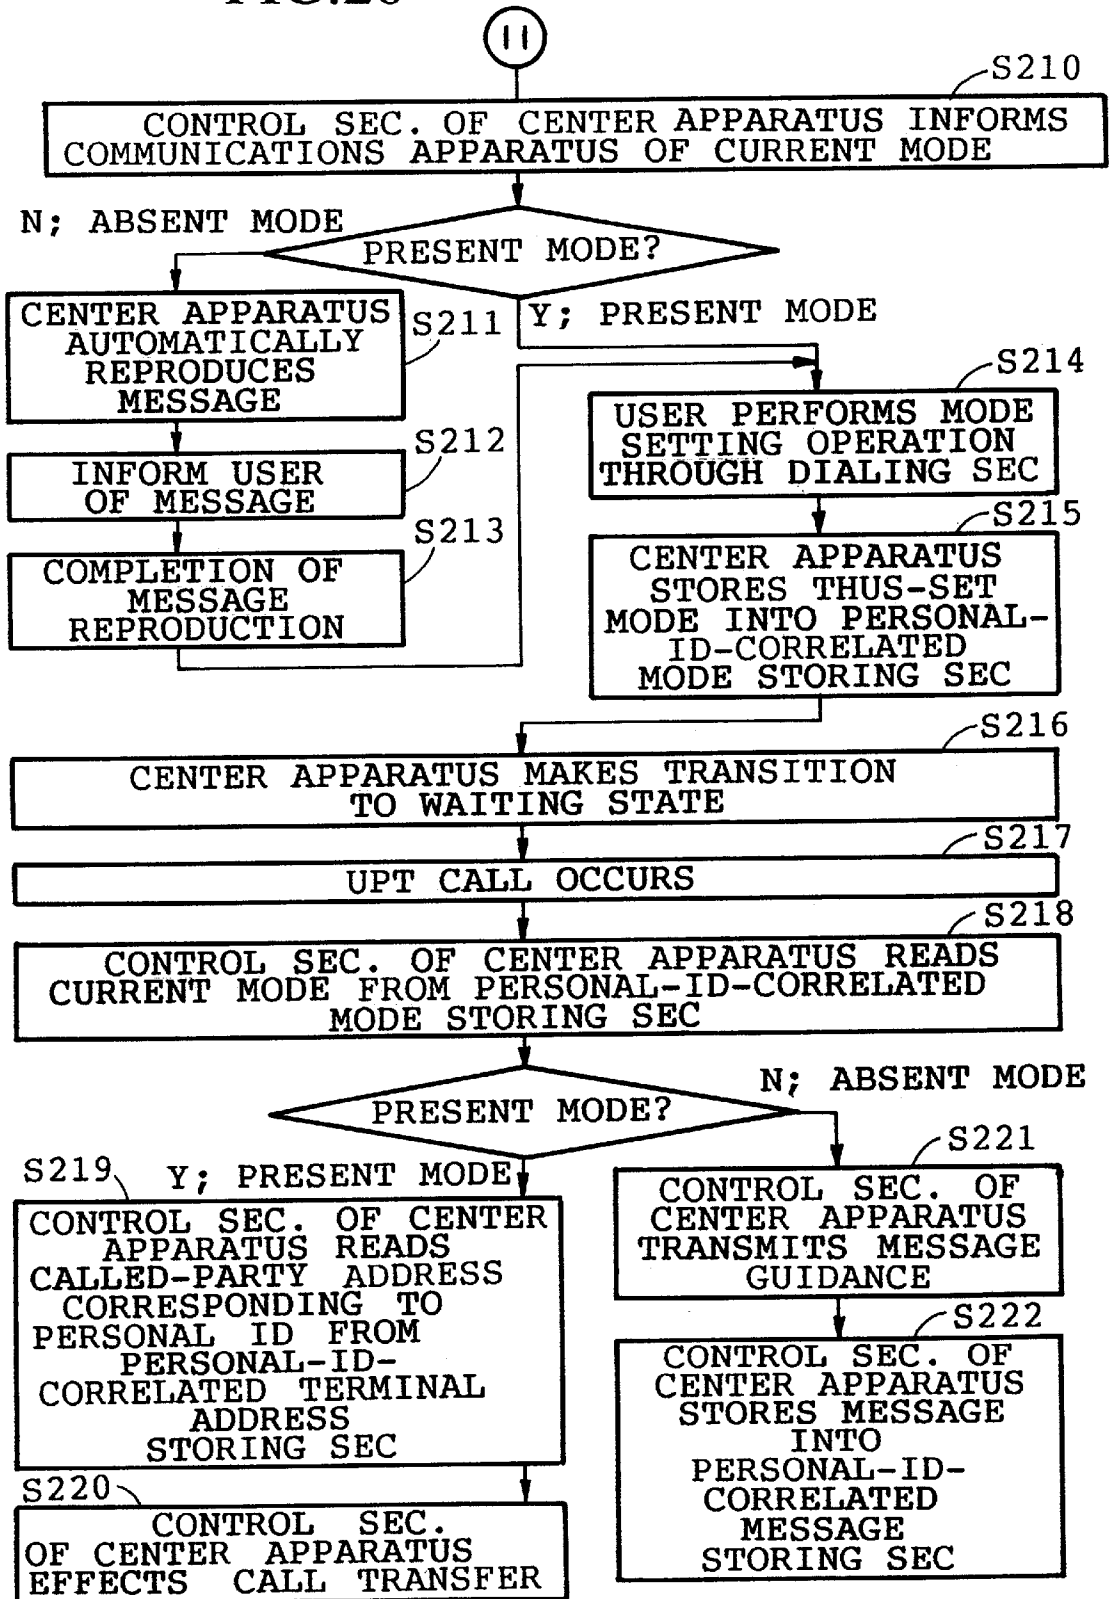 11
S210
CONTROL SEC. OF CENTER APPARATUS INFORMS
COMMUNICATIONS APPARATUS OF CURRENT MODE
N; ABSENT MODE
PRESENT MODE?
Y; PRESENT MODE
CENTER APPARATUS
AUTOMATICALLY
REPRODUCES
MESSAGE
S211
S212
INFORM USER
OF MESSAGE
S213
COMPLETION OF
MESSAGE
REPRODUCTION
S214
USER PERFORMS MODE
SETTING OPERATION
THROUGH DIALING SEC
S215
CENTER APPARATUS
STORES THUS-SET
MODE INTO PERSONAL-
ID-CORRELATED
MODE STORING SEC
S216
CENTER APPARATUS MAKES TRANSITION
TO WAITING STATE
S217
UPT CALL OCCURS
S218
CONTROL SEC. OF CENTER APPARATUS READS
CURRENT MODE FROM PERSONAL-ID-CORRELATED
MODE STORING SEC
PRESENT MODE?
N; ABSENT MODE
S219
Y; PRESENT MODE
CONTROL SEC. OF CENTER
APPARATUS READS
CALLED-PARTY ADDRESS
CORRESPONDING TO
PERSONAL ID FROM
PERSONAL-ID-
CORRELATED TERMINAL
ADDRESS
STORING SEC
S220
CONTROL SEC.
OF CENTER APPARATUS
EFFECTS CALL TRANSFER
S221
CONTROL SEC. OF
CENTER APPARATUS
TRANSMITS MESSAGE
GUIDANCE
S222
CONTROL SEC. OF
CENTER APPARATUS
STORES MESSAGE
INTO
PERSONAL-ID-
CORRELATED
MESSAGE
STORING SEC